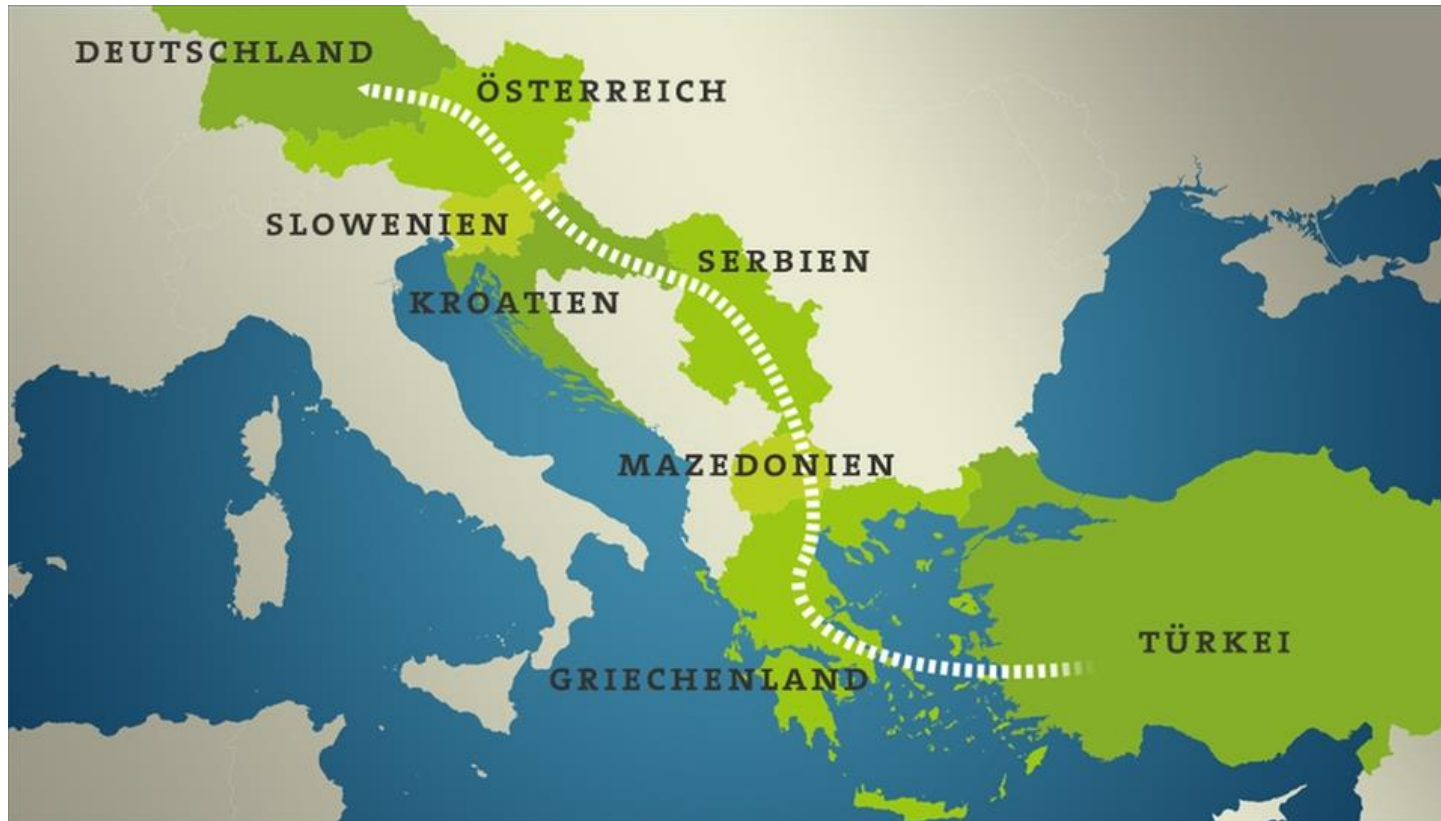 DEUTSCHLAND
ÖSTERREICH
SLOWENIEN
SERBIEN
KROATIEN
MAZEDONIEN
TÜRKEI
GRIECHENLAND